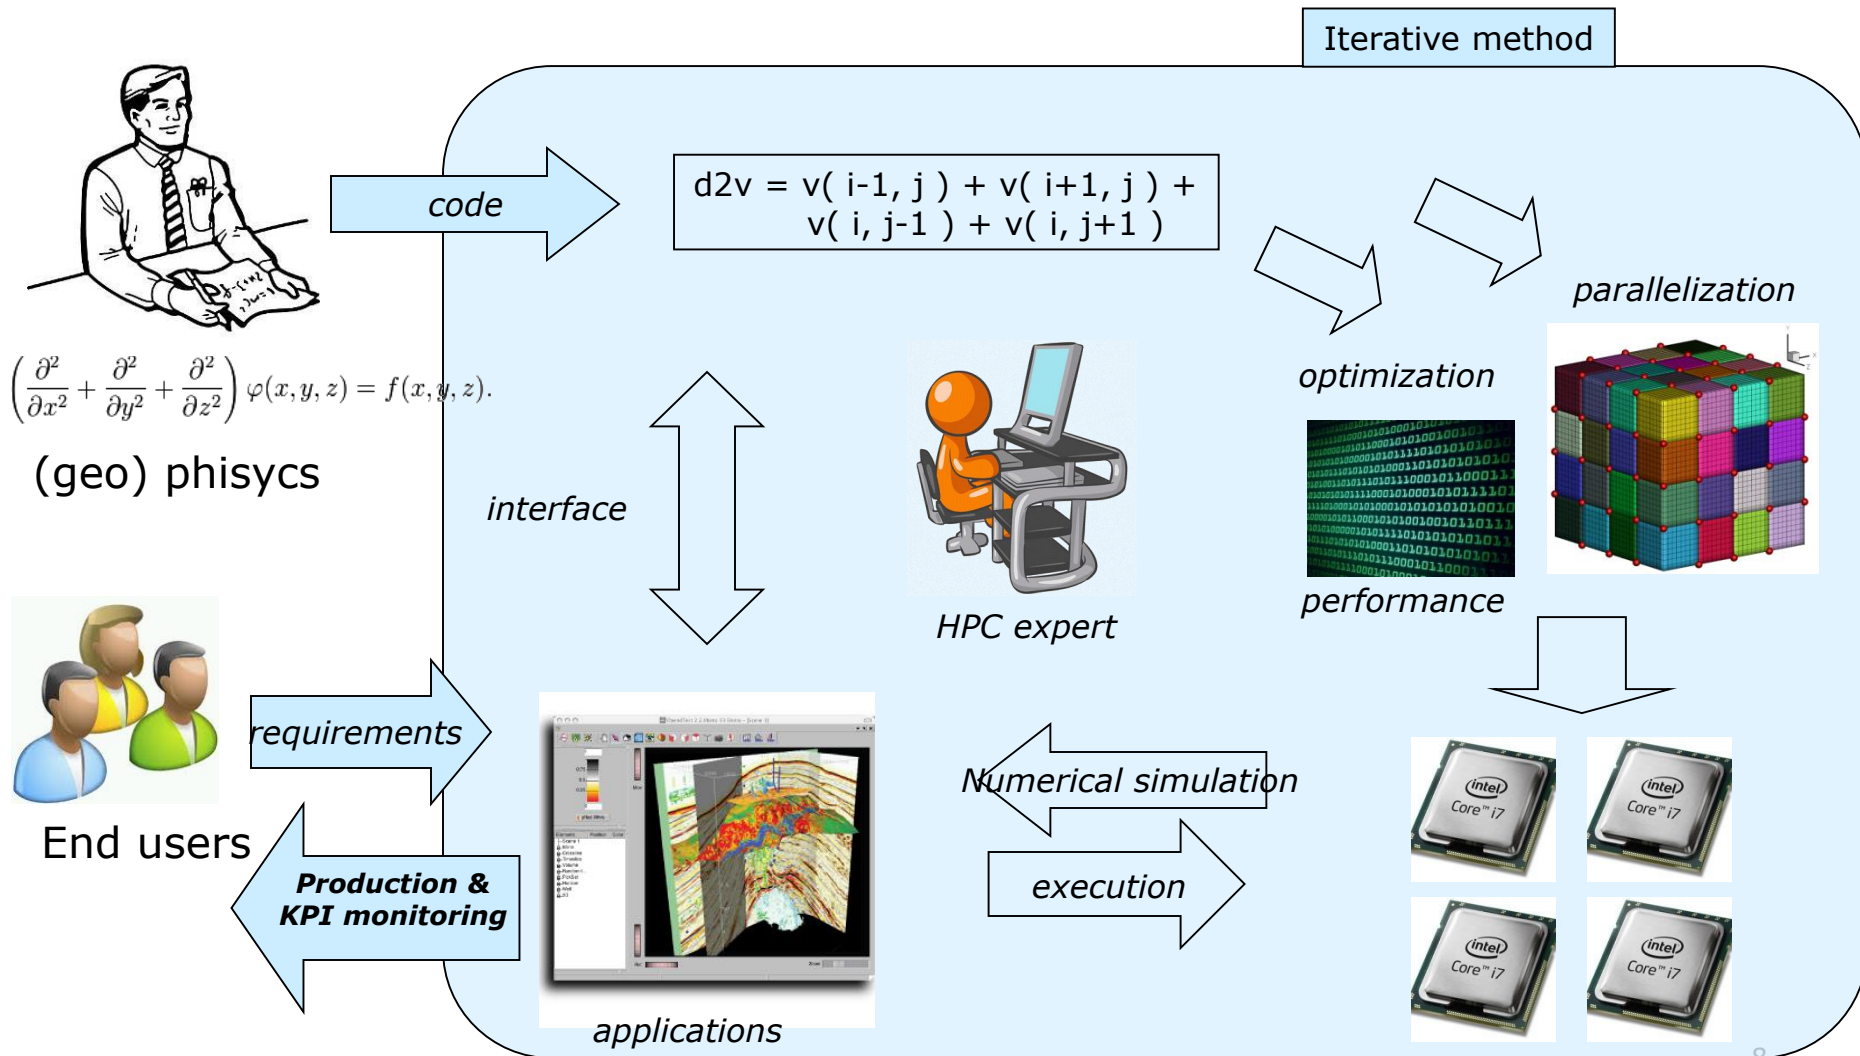 Iterative method
code
d2v = v( i-1, j ) + v( i+1, j ) +
v( i, j-1 ) + v( i, j+1 )
parallelization
optimization
(∂²/∂x² + ∂²/∂y² + ∂²/∂z²) φ(x, y, z) = f(x, y, z).
(geo) phisycs
interface
performance
HPC expert
requirements
Numerical simulation
End users
execution
Production &
KPI monitoring
applications
intel
Core™ i7
intel
Core™ i7
intel
Core™ i7
intel
Core™ i7